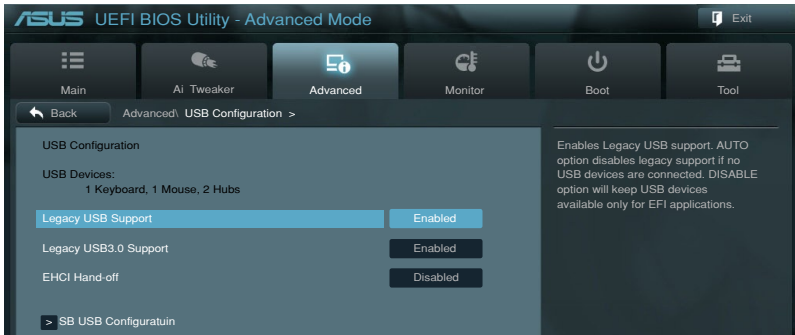 ASUS UEFI BIOS Utility - Advanced Mode
Exit
Main
Ai Tweaker
Advanced
Monitor
Boot
Tool
Back
Advanced\ USB Configuration >
USB Configuration
USB Devices:
1 Keyboard, 1 Mouse, 2 Hubs
Legacy USB Support Enabled
Legacy USB3.0 Support Enabled
EHCI Hand-off Disabled
> SB USB Configuratuin
Enables Legacy USB support. AUTO
option disables legacy support if no
USB devices are connected. DISABLE
option will keep USB devices
available only for EFI applications.